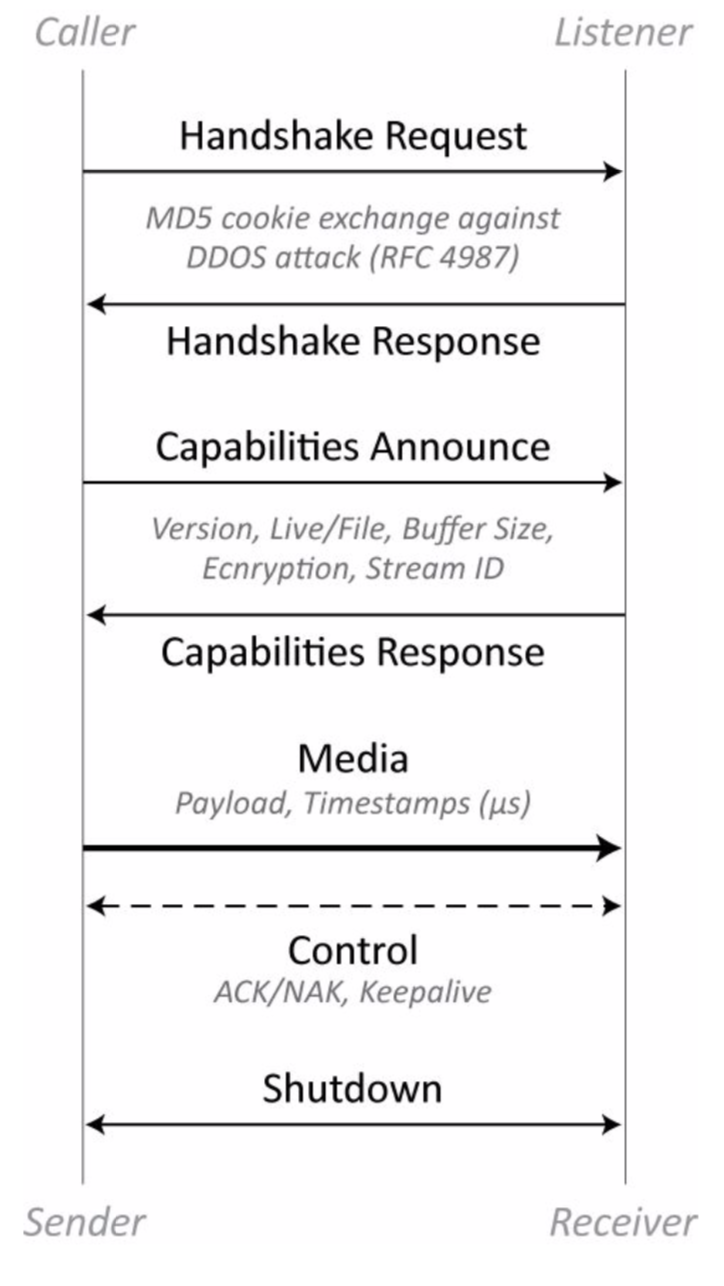 Caller
Listener
Handshake Request
MD5 cookie exchange against
DDOS attack (RFC 4987)
Handshake Response
Capabilities Announce
Version, Live/File, Buffer Size,
Ecnryption, Stream ID
Capabilities Response
Media
Payload, Timestamps (µs)
Control
ACK/NAK, Keepalive
Shutdown
Sender
Receiver